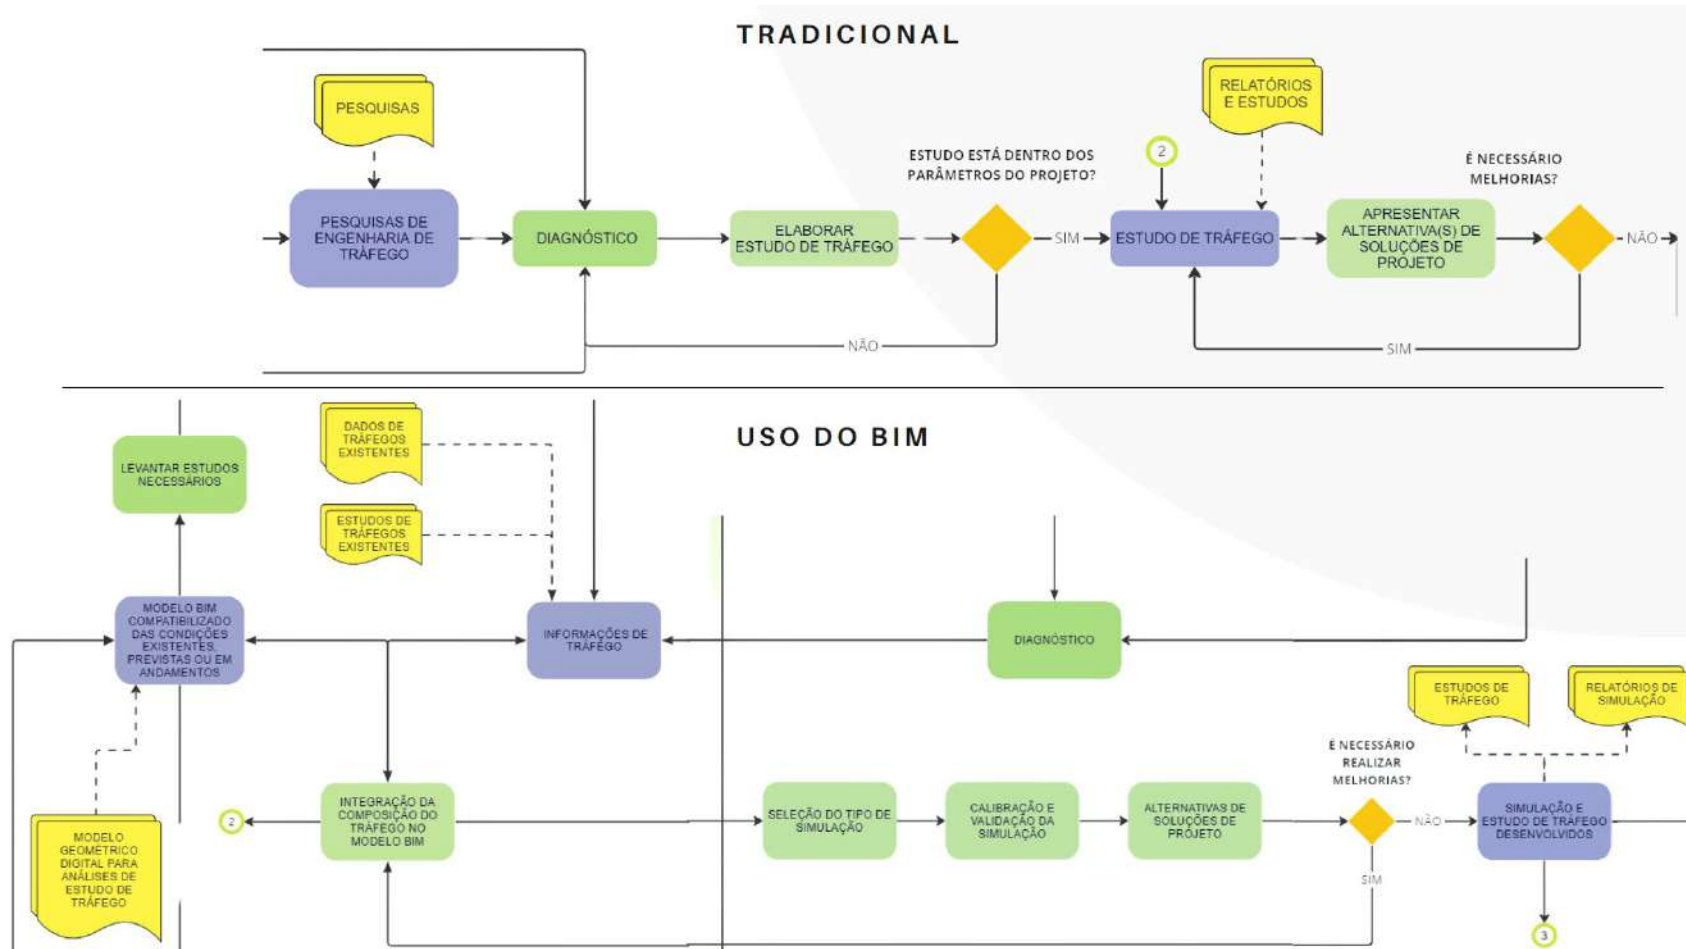 TRADICIONAL
PESQUISAS
RELATÓRIOS
E ESTUDOS
2
ESTUDO ESTÁ DENTRO DOS
PARÂMETROS DO PROJETO?
É NECESSÁRIO
MELHORIAS?
PESQUISAS DE
ENGENHARIA DE
TRÁFEGO
DIAGNÓSTICO
ELABORAR
ESTUDO DE TRÁFEGO
SIM
ESTUDO DE TRÁFEGO
APRESENTAR
ALTERNATIVA(S) DE
SOLUÇÕES DE
PROJETO
NÃO
NÃO
SIM
USO DO BIM
LEVANTAR ESTUDOS
NECESSÁRIOS
DADOS DE
TRÁFEGOS
EXISTENTES
ESTUDOS DE
TRÁFEGOS
EXISTENTES
MODELO BIM
COMPATIBILIZADO
DAS CONDIÇÕES
EXISTENTES,
PREVISTAS OU EM
ANDAMENTOS
INFORMAÇÕES DE
TRÁFEGO
DIAGNÓSTICO
ESTUDOS DE
TRÁFEGO
RELATÓRIOS DE
SIMULAÇÃO
É NECESSÁRIO
REALIZAR
MELHORIAS?
MODELO
GEOMÉTRICO
DIGITAL PARA
ANÁLISES DE
ESTUDO DE
TRÁFEGO
2
INTEGRAÇÃO DA
COMPOSIÇÃO DO
TRÁFEGO NO
MODELO BIM
SELEÇÃO DO TIPO DE
SIMULAÇÃO
CALIBRAÇÃO E
VALIDAÇÃO DA
SIMULAÇÃO
ALTERNATIVAS DE
SOLUÇÕES DE
PROJETO
NÃO
SIMULAÇÃO E
ESTUDO DE TRÁFEGO
DESENVOLVIDOS
SIM
3